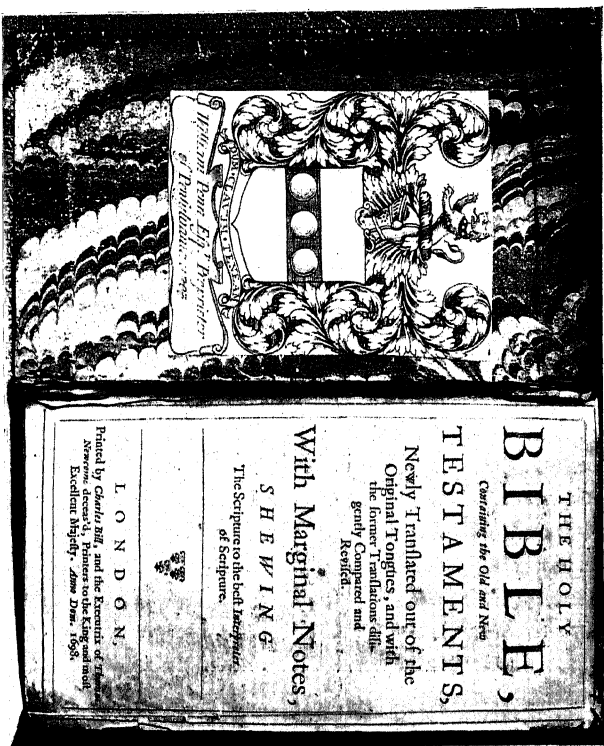 William Penn Esqr. Proprietor
of Pensylvania: 1703
THE HOLY
BIBLE,
Containing the Old and New
TESTAMENTS,
Newly Tranſlated out of the
Original Tongues, and with
the former Tranſlations dili-
gently Compared and
Reviſed.
With Marginal Notes,
SHEWING
The Scripture to the beſt Interpreter
of Scripture.
LONDON,
Printed by Charles Bill, and the Executrix of Thomas
Newcomb deceas'd, Printers to the King and moſt
Excellent Majeſty, Anno Dom. 1698.